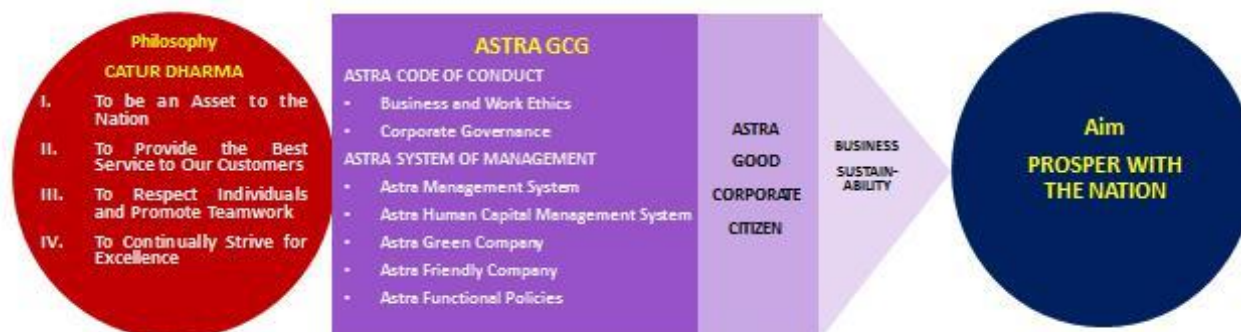 Philosophy
CATUR DHARMA
I. To be an Asset to the
Nation
II. To Provide the Best
Service to Our Customers
III. To Respect Individuals
and Promote Teamwork
IV. To Continually Strive for
Excellence
ASTRA GCG
ASTRA CODE OF CONDUCT
• Business and Work Ethics
• Corporate Governance
ASTRA SYSTEM OF MANAGEMENT
• Astra Management System
• Astra Human Capital Management System
• Astra Green Company
• Astra Friendly Company
• Astra Functional Policies
ASTRA
GOOD
CORPORATE
CITIZEN
BUSINESS
SUSTAIN-
ABILITY
Aim
PROSPER WITH
THE NATION